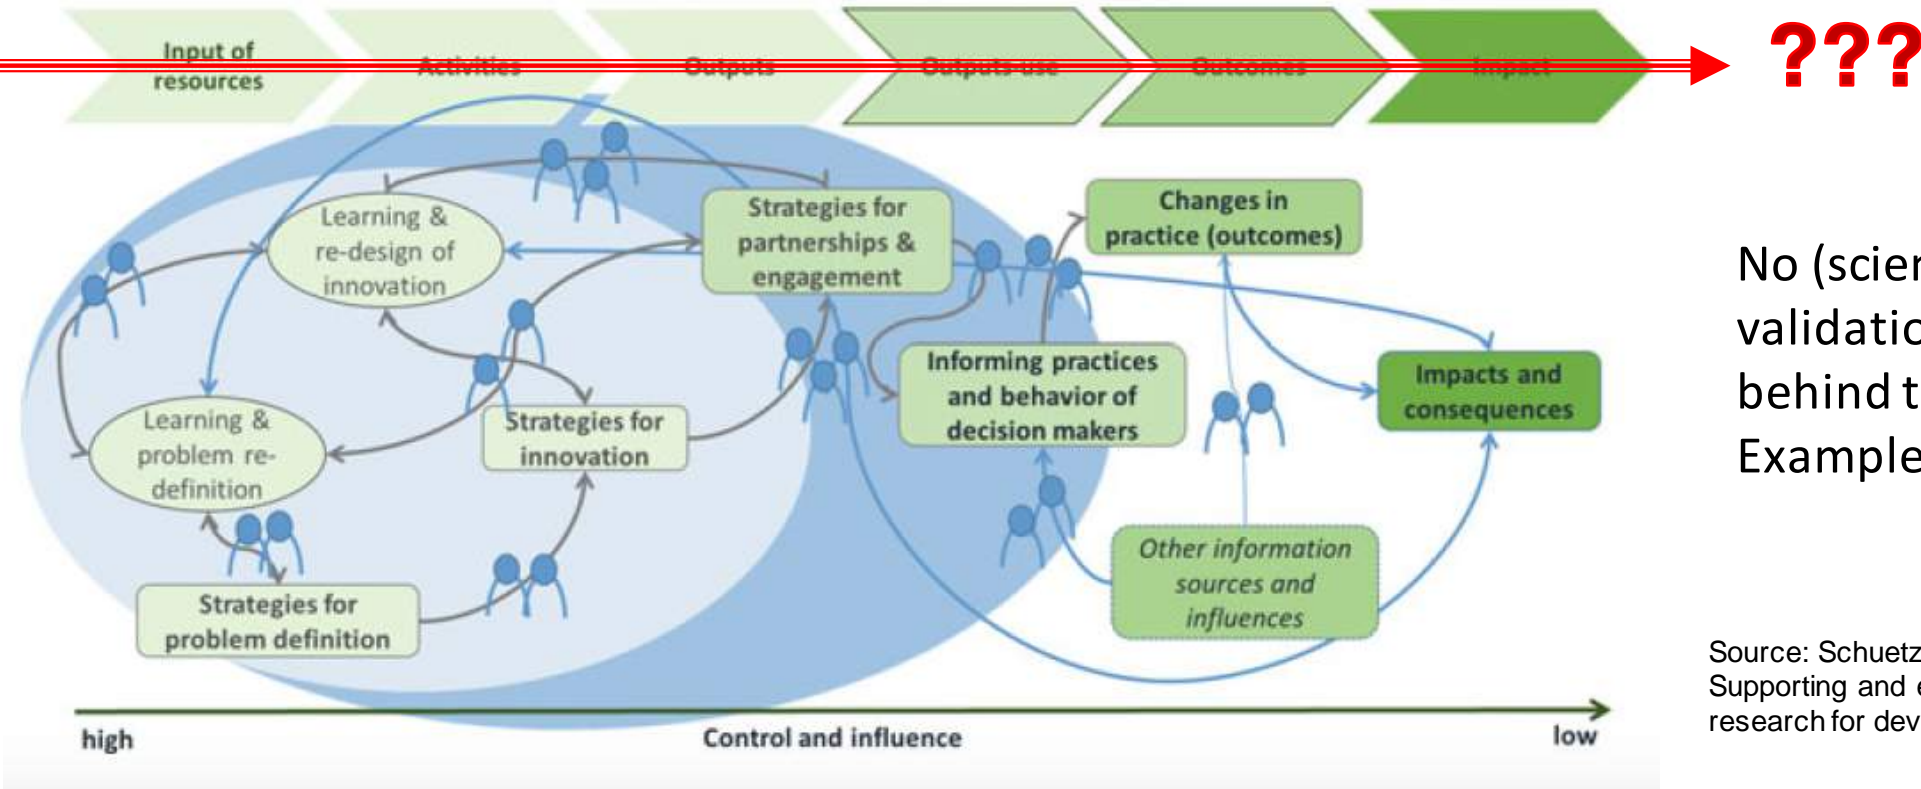 Input of
resources
Activities
Outputs
Outputs-use
Outcomes
Impact
???
Learning &
re-design of
innovation
Strategies for
partnerships &
engagement
Changes in
practice (outcomes)
Informing practices
and behavior of
decision makers
Impacts and
consequences
Learning &
problem re-
definition
Strategies for
innovation
Other information
sources and
influences
Strategies for
problem definition
high
Control and influence
low
No (scien
validatio
behind t
Example
Source: Schuetz
Supporting and e
research for dev